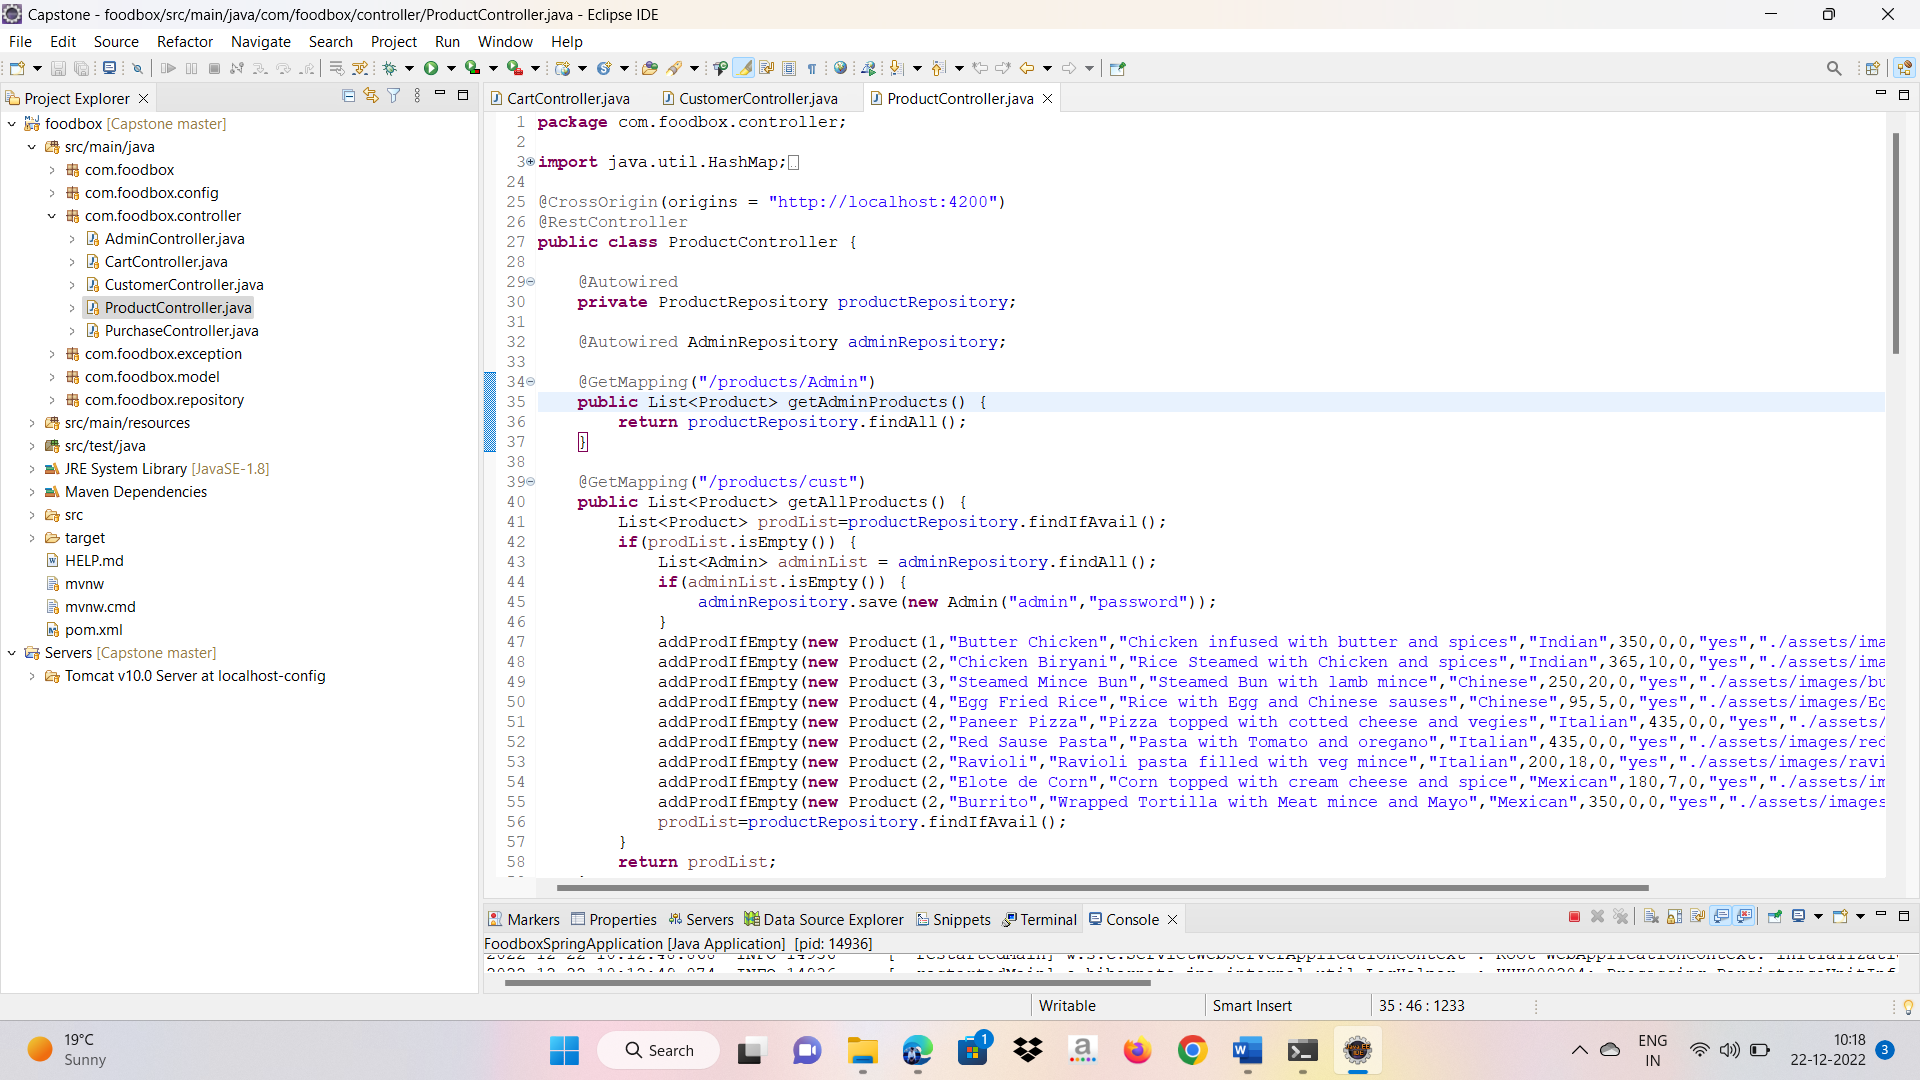 Capstone - foodbox/src/main/java/com/foodbox/controller/ProductController.java - Eclipse IDE
File Edit Source Refactor Navigate Search Project Run Window Help
Project Explorer
foodbox [Capstone master]
src/main/java
com.foodbox
com.foodbox.config
com.foodbox.controller
AdminController.java
CartController.java
CustomerController.java
ProductController.java
PurchaseController.java
com.foodbox.exception
com.foodbox.model
com.foodbox.repository
src/main/resources
src/test/java
JRE System Library [JavaSE-1.8]
Maven Dependencies
src
target
HELP.md
mvnw
mvnw.cmd
pom.xml
Servers [Capstone master]
Tomcat v10.0 Server at localhost-config
CartController.java CustomerController.java ProductController.java
1 package com.foodbox.controller;
2
3 import java.util.HashMap;
24
25 @CrossOrigin(origins = "http://localhost:4200")
26 @RestController
27 public class ProductController {
28
29 @Autowired
30 private ProductRepository productRepository;
31
32 @Autowired AdminRepository adminRepository;
33
34 @GetMapping("/products/Admin")
35 public List<Product> getAdminProducts() {
36 return productRepository.findAll();
37 }
38
39 @GetMapping("/products/cust")
40 public List<Product> getAllProducts() {
41 List<Product> prodList=productRepository.findIfAvail();
42 if(prodList.isEmpty()) {
43 List<Admin> adminList = adminRepository.findAll();
44 if(adminList.isEmpty()) {
45 adminRepository.save(new Admin("admin","password"));
46 }
47 addProdIfEmpty(new Product(1,"Butter Chicken","Chicken infused with butter and spices","Indian",350,0,0,"yes","./assets/ima
48 addProdIfEmpty(new Product(2,"Chicken Biryani","Rice Steamed with Chicken and spices","Indian",365,10,0,"yes","./assets/im
49 addProdIfEmpty(new Product(3,"Steamed Mince Bun","Steamed Bun with lamb mince","Chinese",250,20,0,"yes","./assets/images/bu
50 addProdIfEmpty(new Product(4,"Egg Fried Rice","Rice with Egg and Chinese sauses","Chinese",95,5,0,"yes","./assets/images/Eg
51 addProdIfEmpty(new Product(2,"Paneer Pizza","Pizza topped with cotted cheese and vegies","Italian",435,0,0,"yes","./assets/
52 addProdIfEmpty(new Product(2,"Red Sause Pasta","Pasta with Tomato and oregano","Italian",435,0,0,"yes","./assets/images/red
53 addProdIfEmpty(new Product(2,"Ravioli","Ravioli pasta filled with veg mince","Italian",200,18,0,"yes","./assets/images/ravi
54 addProdIfEmpty(new Product(2,"Elote de Corn","Corn topped with cream cheese and spice","Mexican",180,7,0,"yes","./assets/im
55 addProdIfEmpty(new Product(2,"Burrito","Wrapped Tortilla with Meat mince and Mayo","Mexican",350,0,0,"yes","./assets/images
56 prodList=productRepository.findIfAvail();
57 }
58 return prodList;
Markers Properties Servers Data Source Explorer Snippets Terminal Console
FoodboxSpringApplication [Java Application] [pid: 14936]
Writable Smart Insert 35 : 46 : 1233
19°C
Sunny
Search
1
ENG
IN
10:18
22-12-2022
3